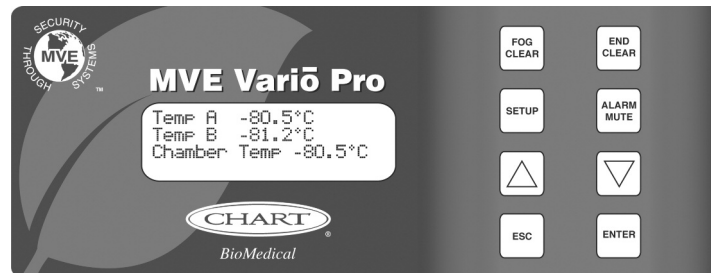 SECURITY
THROUGH
MVE
SYSTEMS
TM
MVE Variō Pro
Temp A -80.5°C
Temp B -81.2°C
Chamber Temp -80.5°C
CHART
®
BioMedical
FOG
CLEAR
END
CLEAR
SETUP
ALARM
MUTE
ESC
ENTER